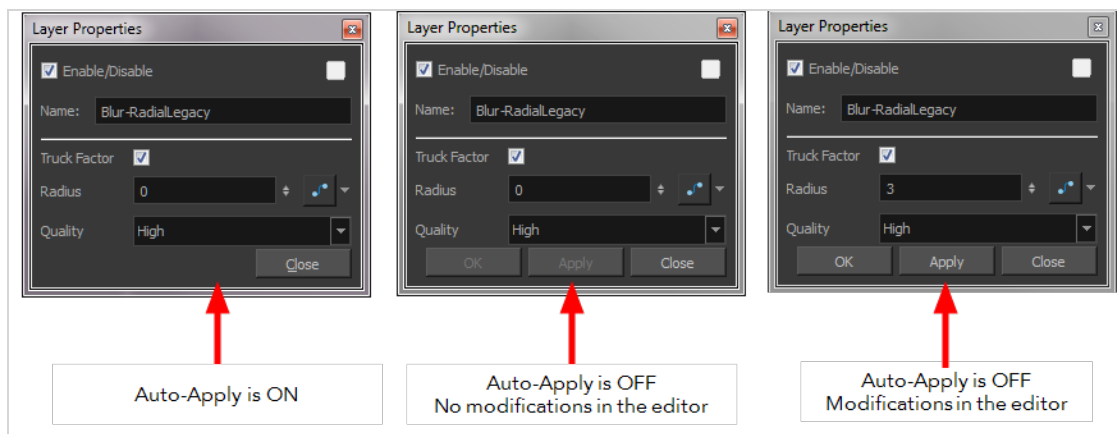 Layer Properties
Enable/Disable
Name: Blur-RadialLegacy
Truck Factor
Radius 0
Quality High
Close
Auto-Apply is ON
Layer Properties
Enable/Disable
Name: Blur-RadialLegacy
Truck Factor
Radius 0
Quality High
OK Apply Close
Auto-Apply is OFF
No modifications in the editor
Layer Properties
Enable/Disable
Name: Blur-RadialLegacy
Truck Factor
Radius 3
Quality High
OK Apply Close
Auto-Apply is OFF
Modifications in the editor